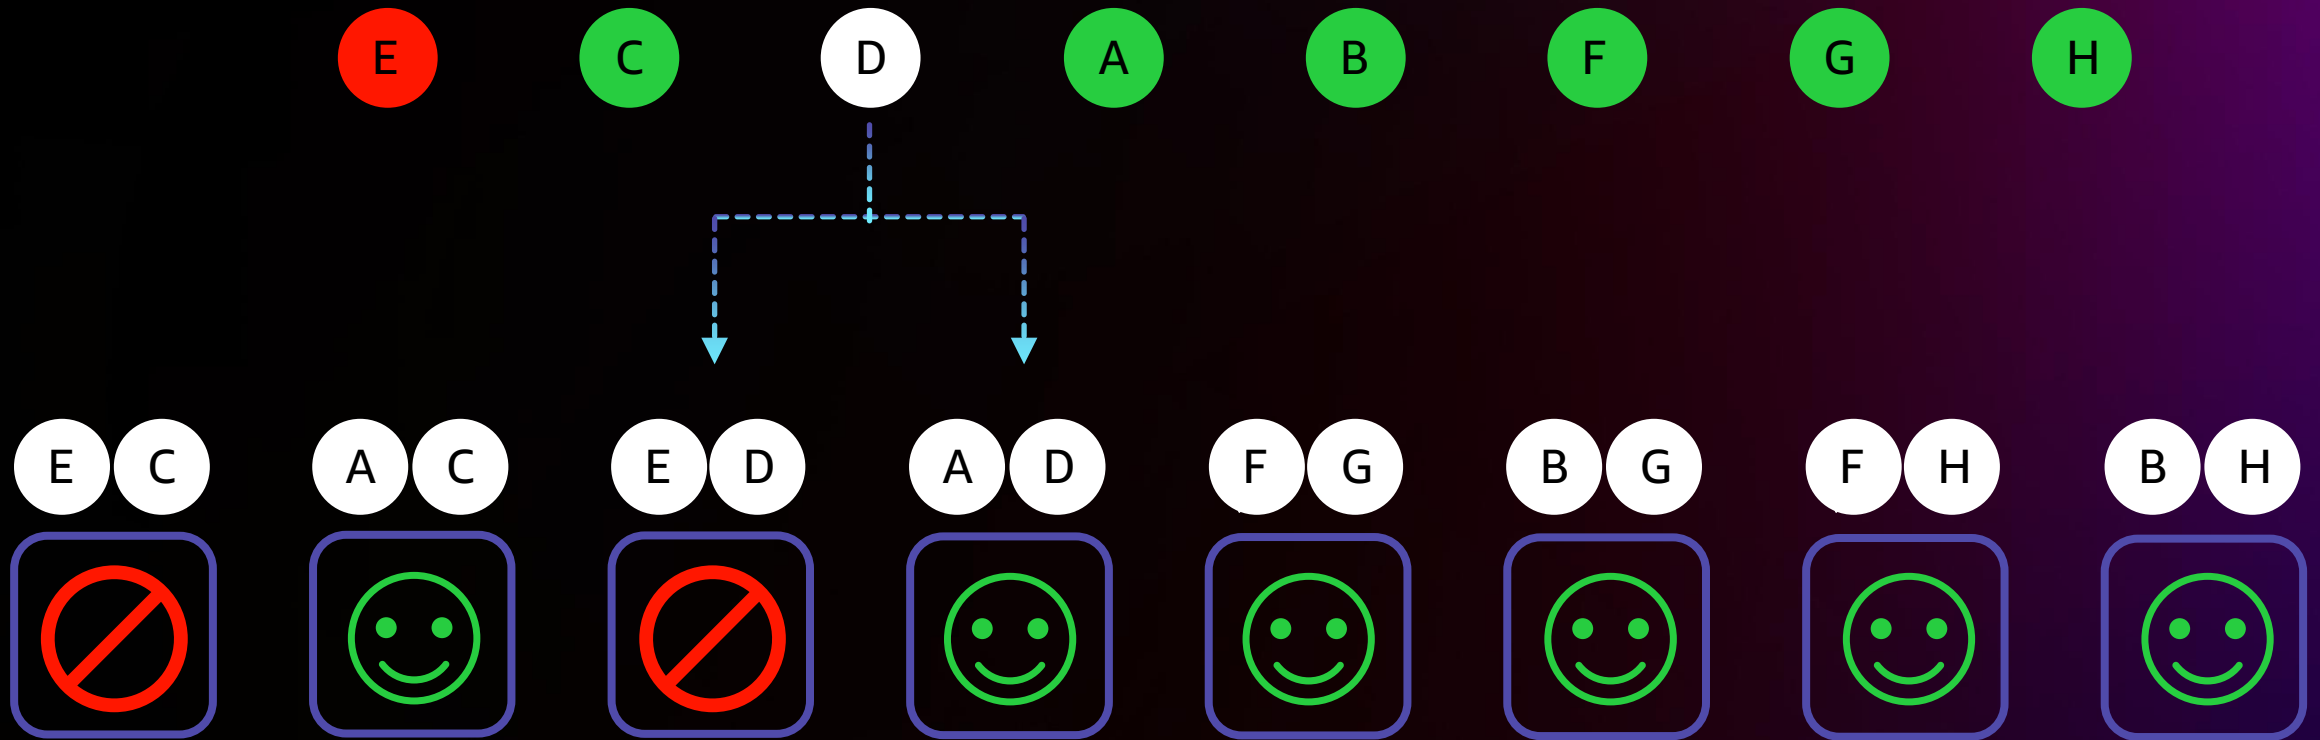 E C D A B F G H
E C A C E D A D F G B G F H B H